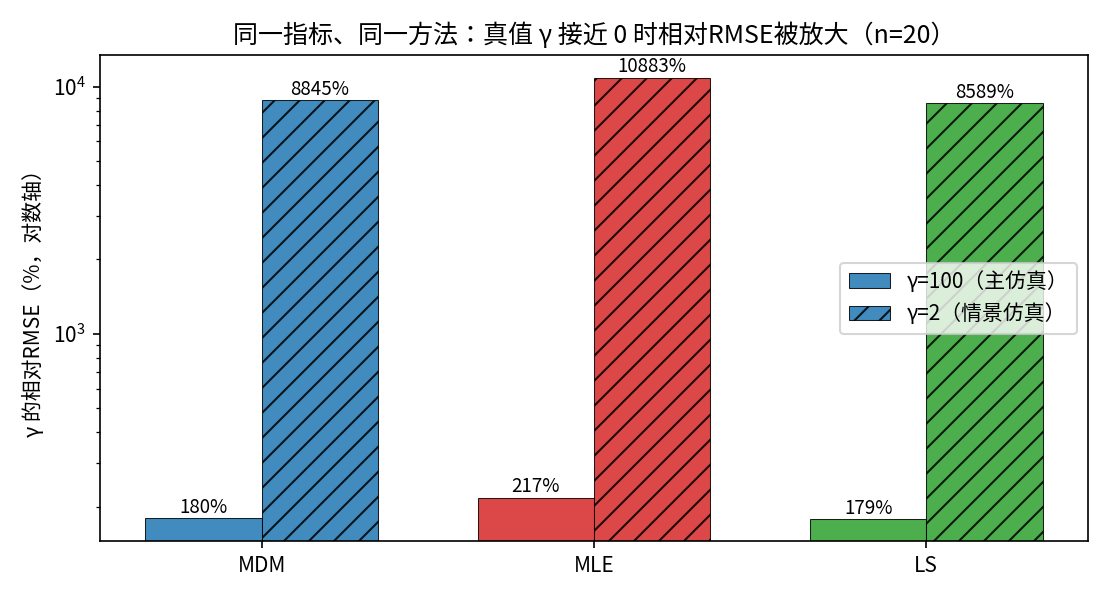 同一指标、同一方法：真值 γ 接近 0 时相对RMSE被放大（n=20）
γ 的相对RMSE（%，对数轴）
10⁴
10³
180%
8845%
217%
10883%
179%
8589%
γ=100（主仿真）
γ=2（情景仿真）
MDM
MLE
LS